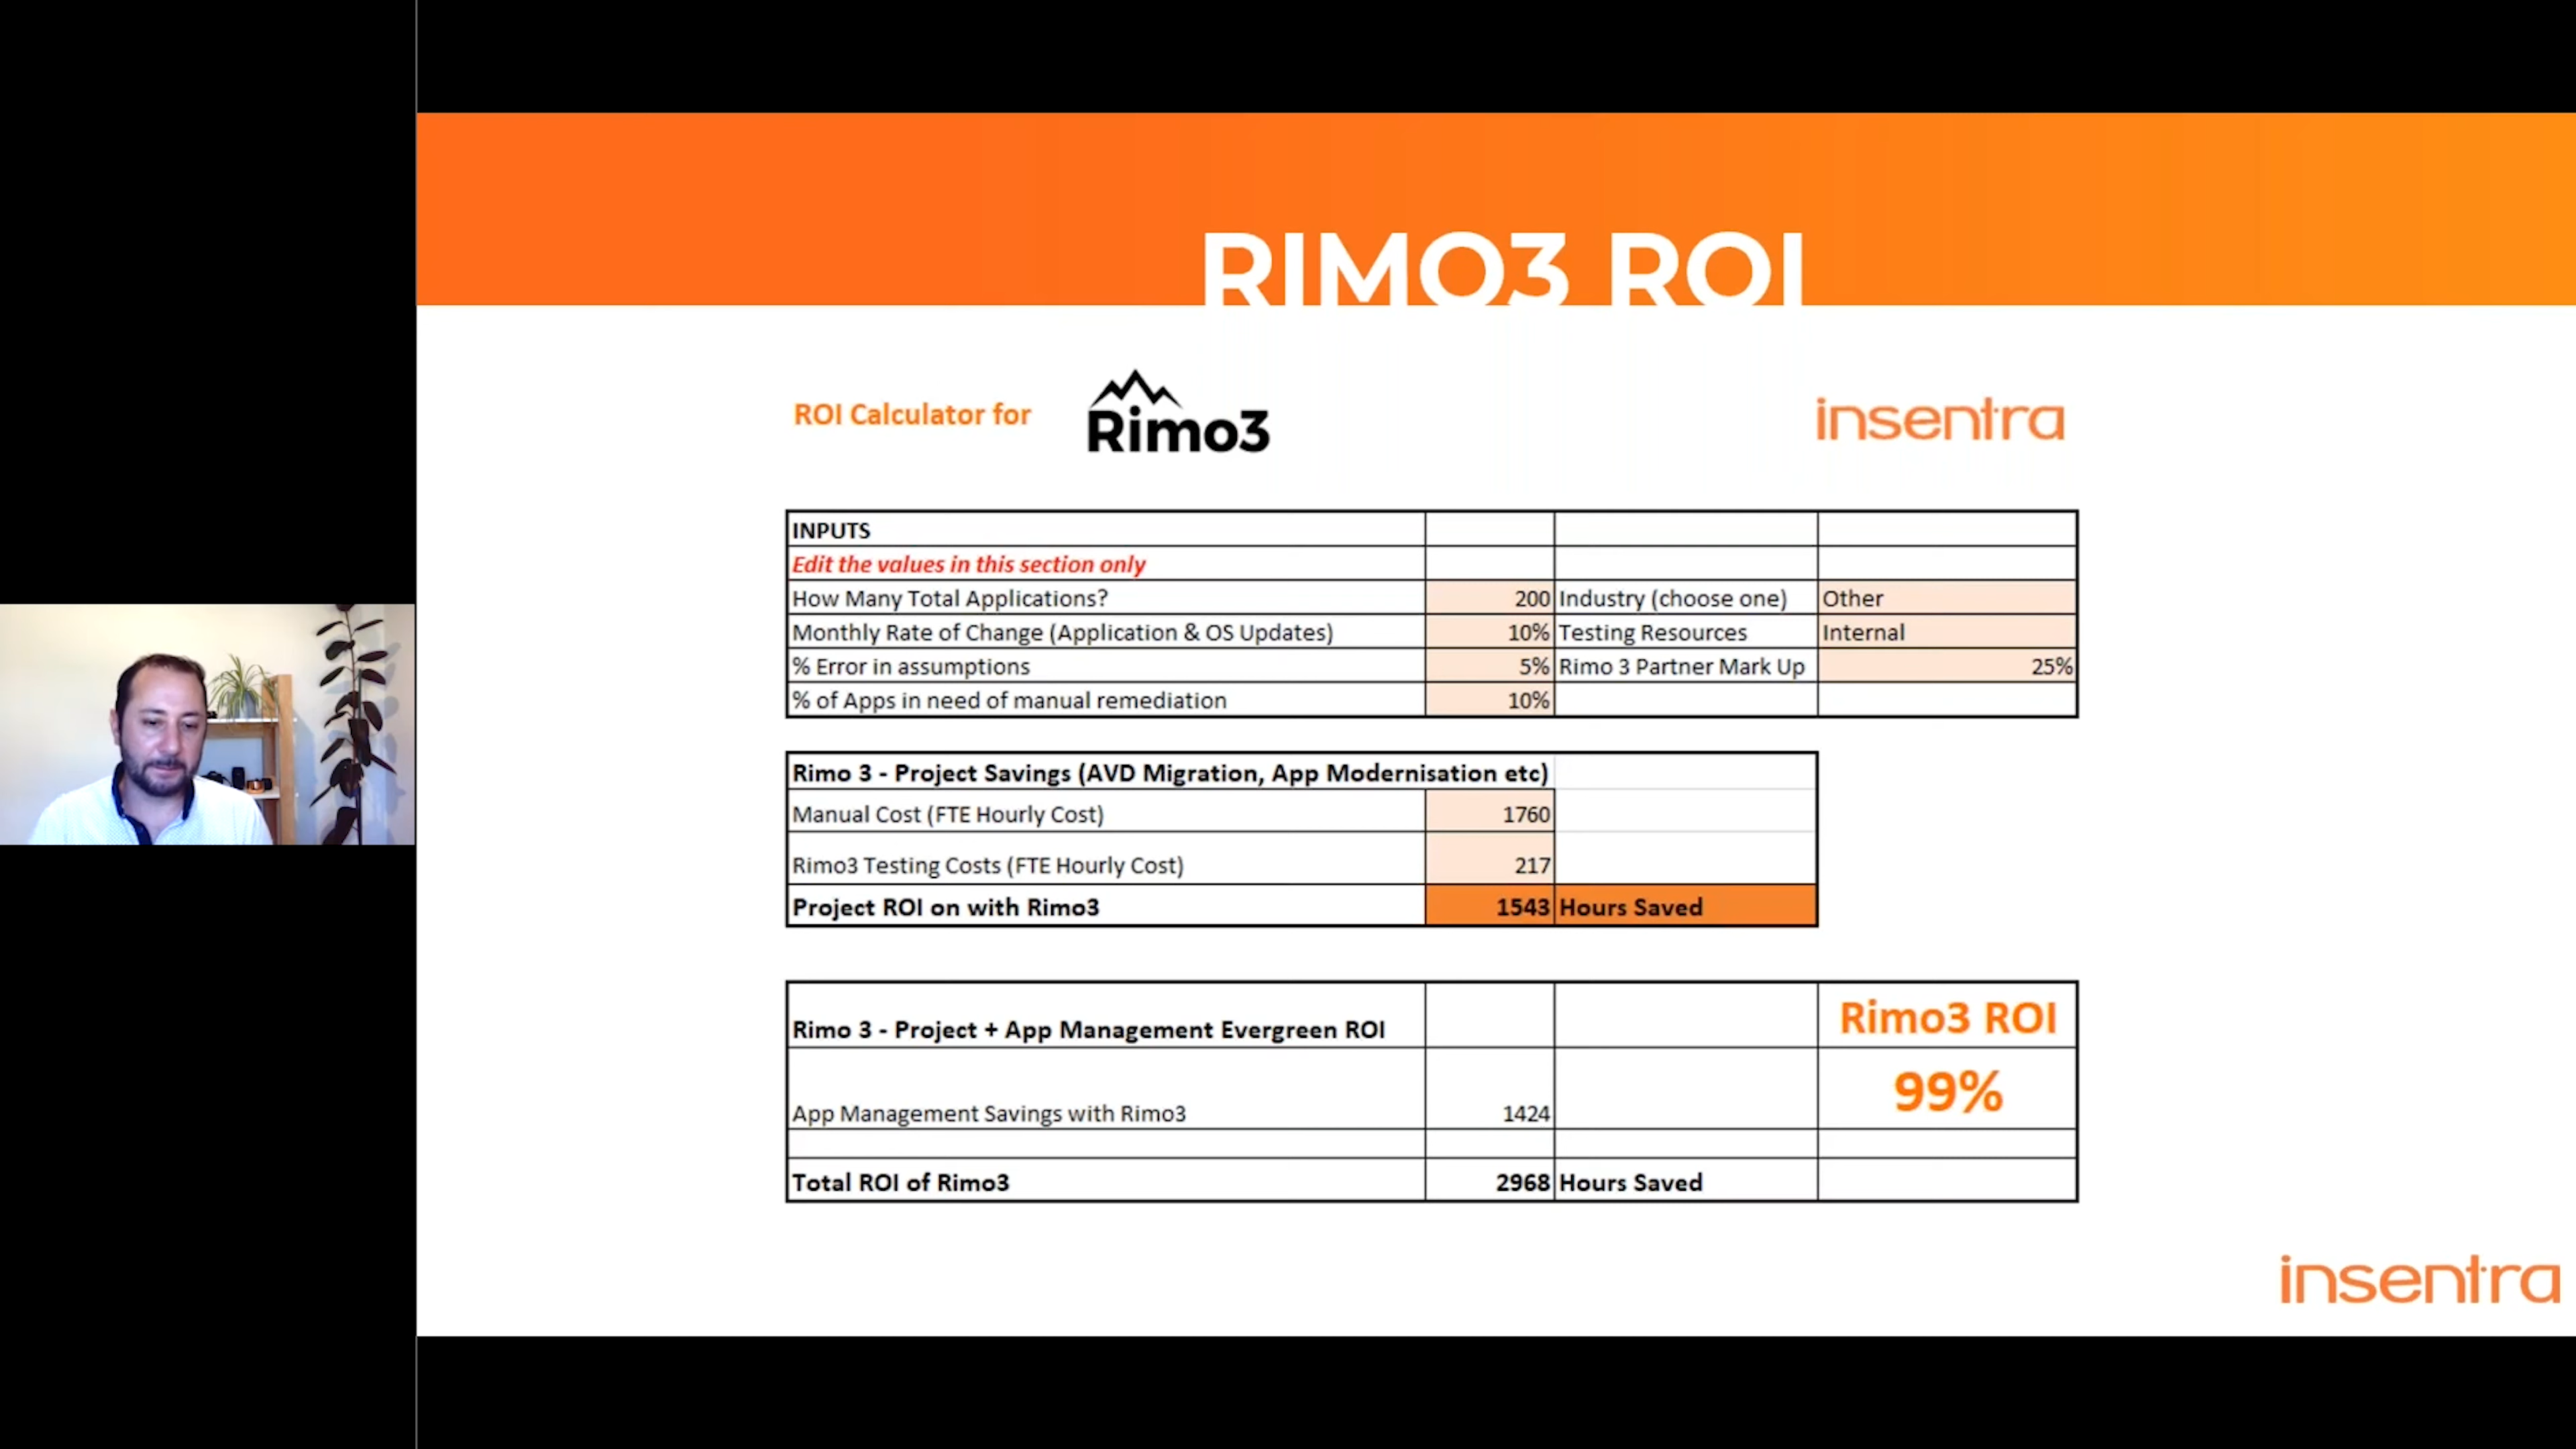 RIMO3 ROI
ROI Calculator for
Rimo3
insentra
INPUTS
Edit the values in this section only
How Many Total Applications? 200 Industry (choose one) Other
Monthly Rate of Change (Application & OS Updates) 10% Testing Resources Internal
% Error in assumptions 5% Rimo 3 Partner Mark Up 25%
% of Apps in need of manual remediation 10%
Rimo 3 - Project Savings (AVD Migration, App Modernisation etc)
Manual Cost (FTE Hourly Cost) 1760
Rimo3 Testing Costs (FTE Hourly Cost) 217
Project ROI on with Rimo3 1543 Hours Saved
Rimo 3 - Project + App Management Evergreen ROI Rimo3 ROI
99%
App Management Savings with Rimo3 1424
Total ROI of Rimo3 2968 Hours Saved
insentra